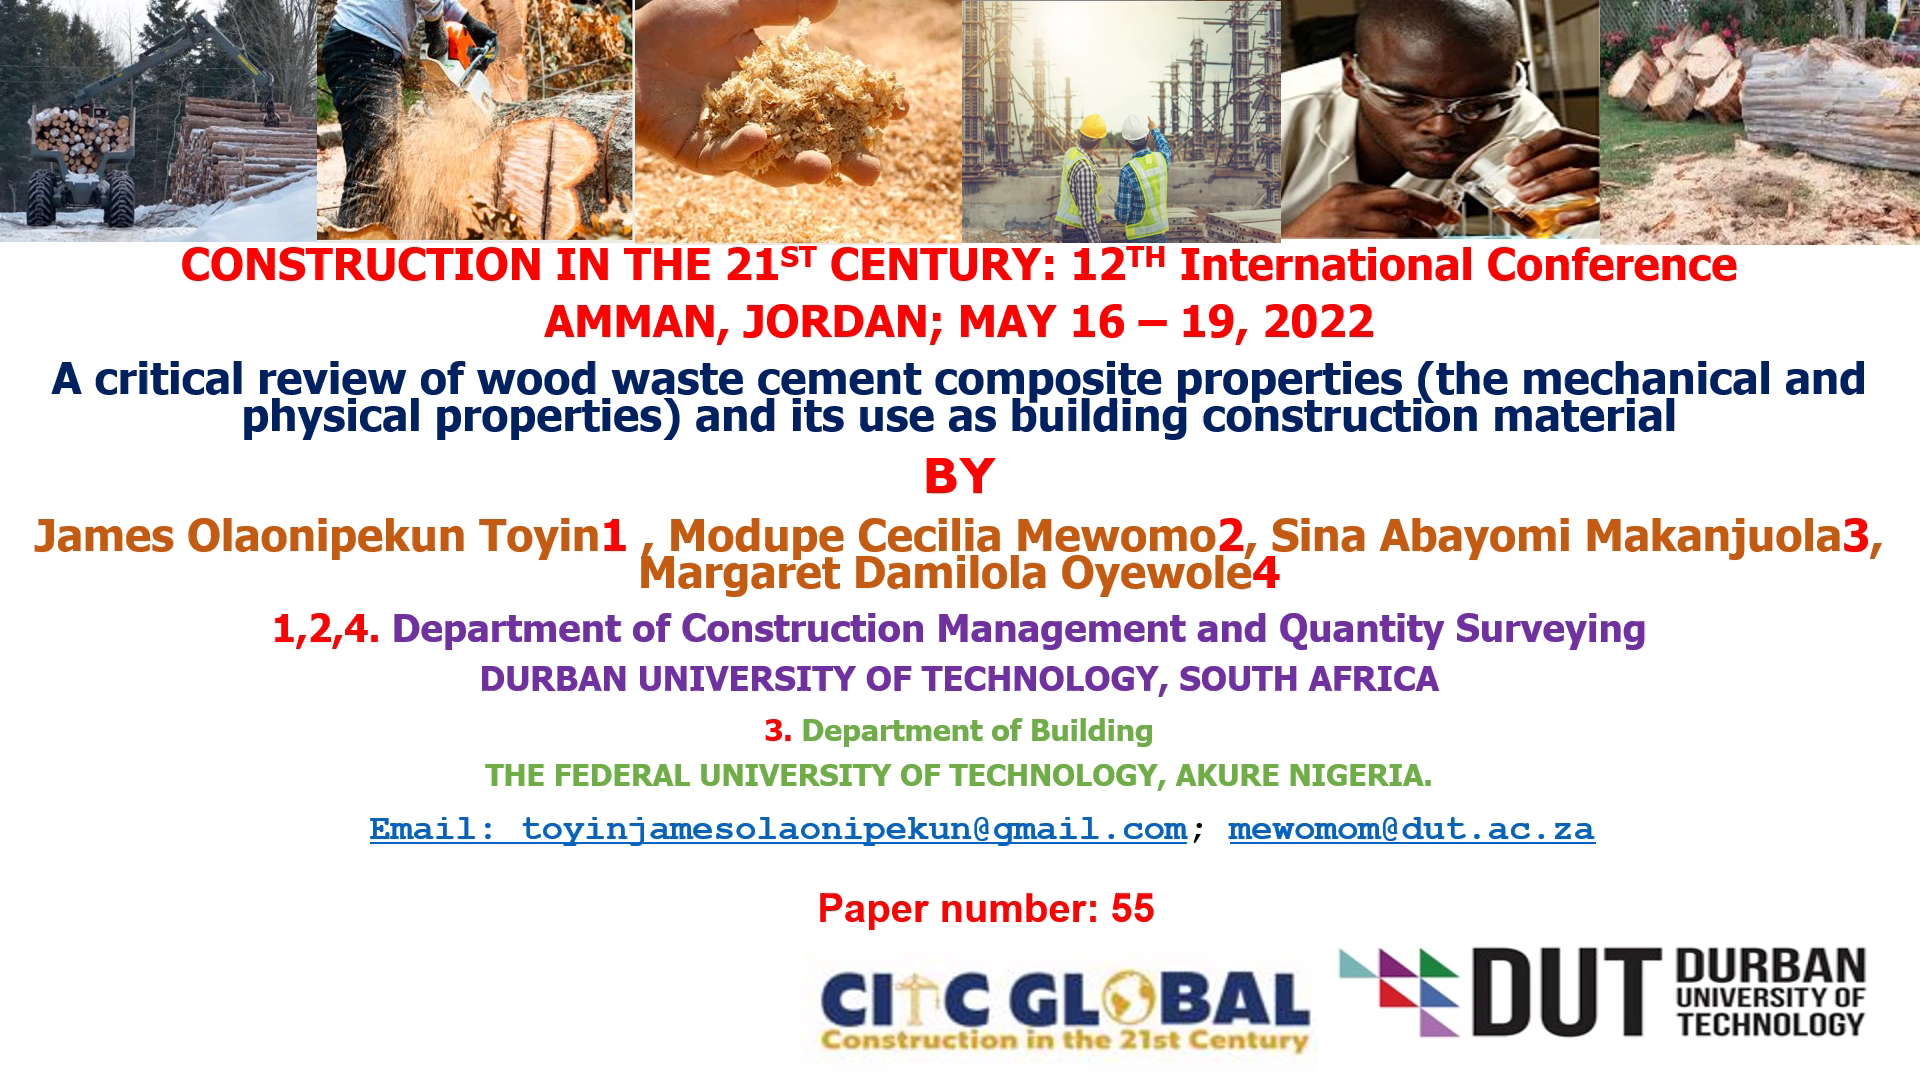 CONSTRUCTION IN THE 21ST CENTURY: 12TH International Conference
AMMAN, JORDAN; MAY 16 – 19, 2022
A critical review of wood waste cement composite properties (the mechanical and
physical properties) and its use as building construction material
BY
James Olaonipekun Toyin1 , Modupe Cecilia Mewomo2, Sina Abayomi Makanjuola3,
Margaret Damilola Oyewole4
1,2,4. Department of Construction Management and Quantity Surveying
DURBAN UNIVERSITY OF TECHNOLOGY, SOUTH AFRICA
3. Department of Building
THE FEDERAL UNIVERSITY OF TECHNOLOGY, AKURE NIGERIA.
Email: toyinjamesolaonipekun@gmail.com; mewomom@dut.ac.za
Paper number: 55
CITC GLOBAL
Construction in the 21st Century
DUT DURBAN
UNIVERSITY OF
TECHNOLOGY